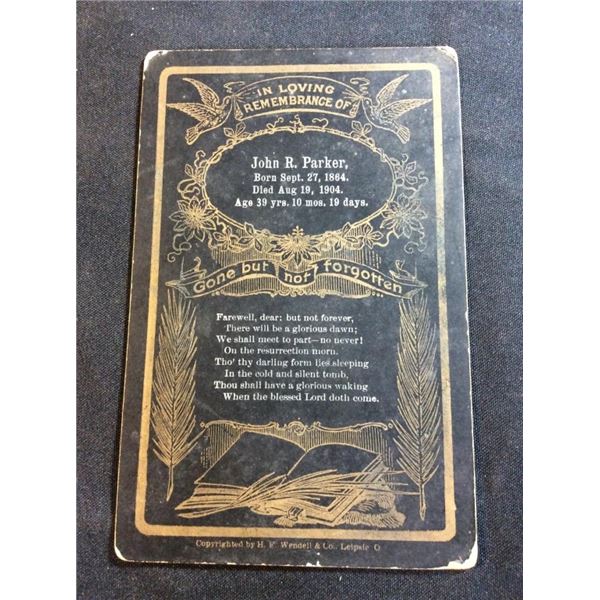 IN LOVING
REMEMBRANCE OF
John R. Parker,
Born Sept. 27, 1864.
Died Aug 19, 1904.
Age 39 yrs. 10 mos. 19 days.
Gone but not forgotten
Farewell, dear; but not forever,
There will be a glorious dawn;
We shall meet to part—no never!
On the resurrection morn.
Tho' thy darling form lies sleeping
In the cold and silent tomb,
Thou shall have a glorious waking
When the blessed Lord doth come.
Copyrighted by H. F. Wendell & Co., Leipsic O